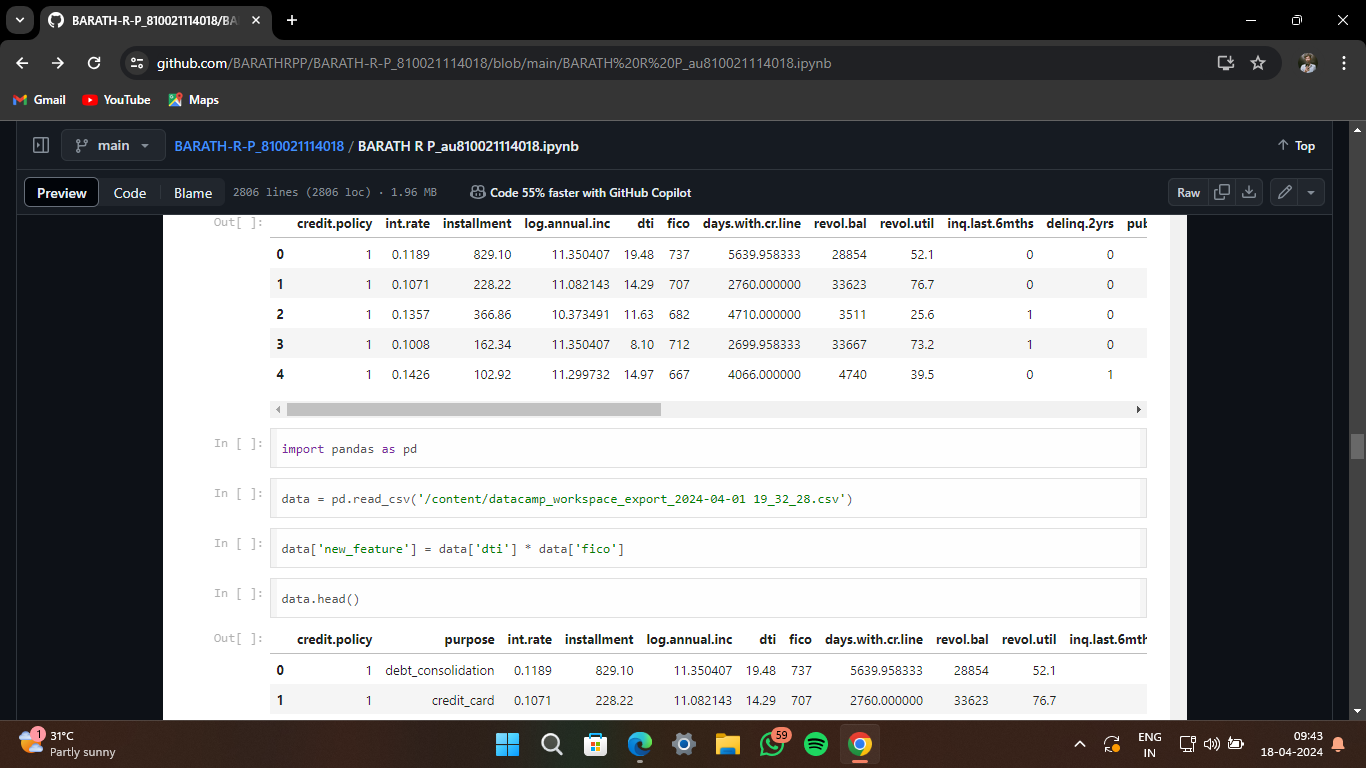 BARATH-R-P_810021114018/BA
github.com/BARATHRPP/BARATH-R-P_810021114018/blob/main/BARATH%20R%20P_au810021114018.ipynb
Gmail YouTube Maps
main BARATH-R-P_810021114018 / BARATH R P_au810021114018.ipynb Top
Preview Code Blame 2806 lines (2806 loc) · 1.96 MB Code 55% faster with GitHub Copilot Raw
Out[ ]: credit.policy int.rate installment log.annual.inc dti fico days.with.cr.line revol.bal revol.util inq.last.6mths delinq.2yrs pub
0 1 0.1189 829.10 11.350407 19.48 737 5639.958333 28854 52.1 0 0
1 1 0.1071 228.22 11.082143 14.29 707 2760.000000 33623 76.7 0 0
2 1 0.1357 366.86 10.373491 11.63 682 4710.000000 3511 25.6 1 0
3 1 0.1008 162.34 11.350407 8.10 712 2699.958333 33667 73.2 1 0
4 1 0.1426 102.92 11.299732 14.97 667 4066.000000 4740 39.5 0 1
In [ ]: import pandas as pd
In [ ]: data = pd.read_csv('/content/datacamp_workspace_export_2024-04-01 19_32_28.csv')
In [ ]: data['new_feature'] = data['dti'] * data['fico']
In [ ]: data.head()
Out[ ]: credit.policy purpose int.rate installment log.annual.inc dti fico days.with.cr.line revol.bal revol.util inq.last.6mth
0 1 debt_consolidation 0.1189 829.10 11.350407 19.48 737 5639.958333 28854 52.1
1 1 credit_card 0.1071 228.22 11.082143 14.29 707 2760.000000 33623 76.7
1 31°C
Partly sunny
59
ENG
IN
09:43
18-04-2024